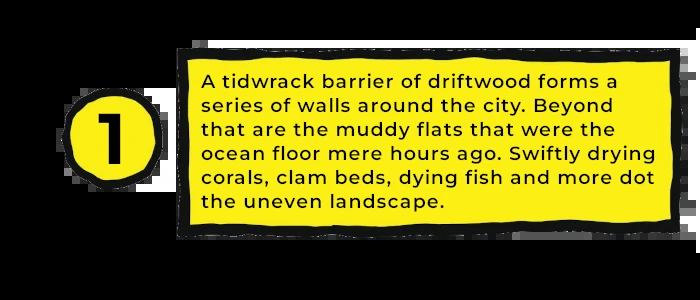 1
A tidwrack barrier of driftwood forms a
series of walls around the city. Beyond
that are the muddy flats that were the
ocean floor mere hours ago. Swiftly drying
corals, clam beds, dying fish and more dot
the uneven landscape.